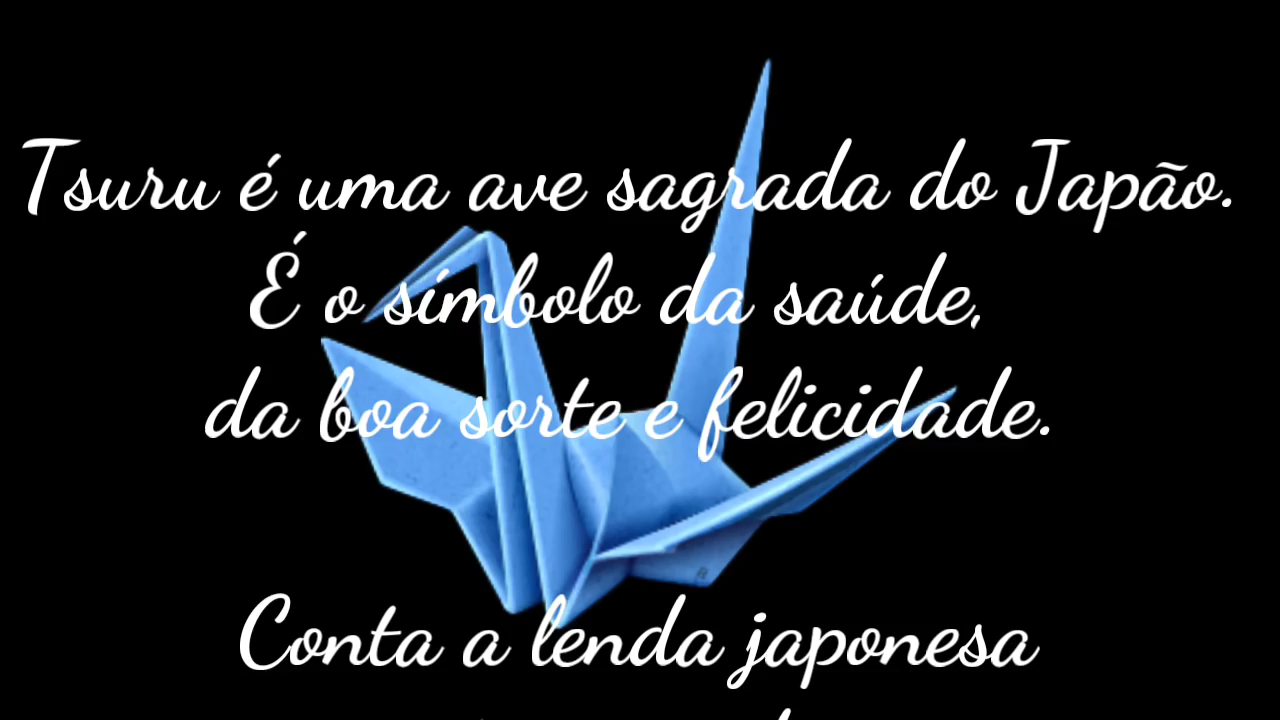 Tsuru é uma ave sagrada do Japão.
É o símbolo da saúde,
da boa sorte e felicidade.
Conta a lenda japonesa